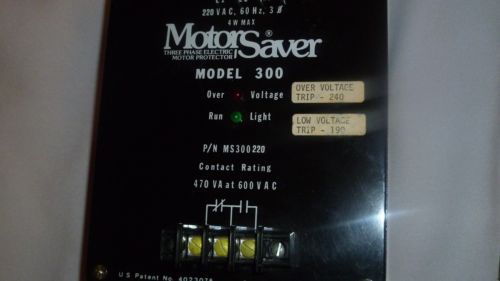 220 VAC, 60 Hz, 3 Ø
4 W MAX
MotorSaver
THREE PHASE ELECTRIC
MOTOR PROTECTOR
MODEL 300
Over Voltage
OVER VOLTAGE
TRIP - 240
Run Light
LOW VOLTAGE
TRIP - 190
P/N MS300220
Contact Rating
470 VA at 600 VAC
U S Patent No.